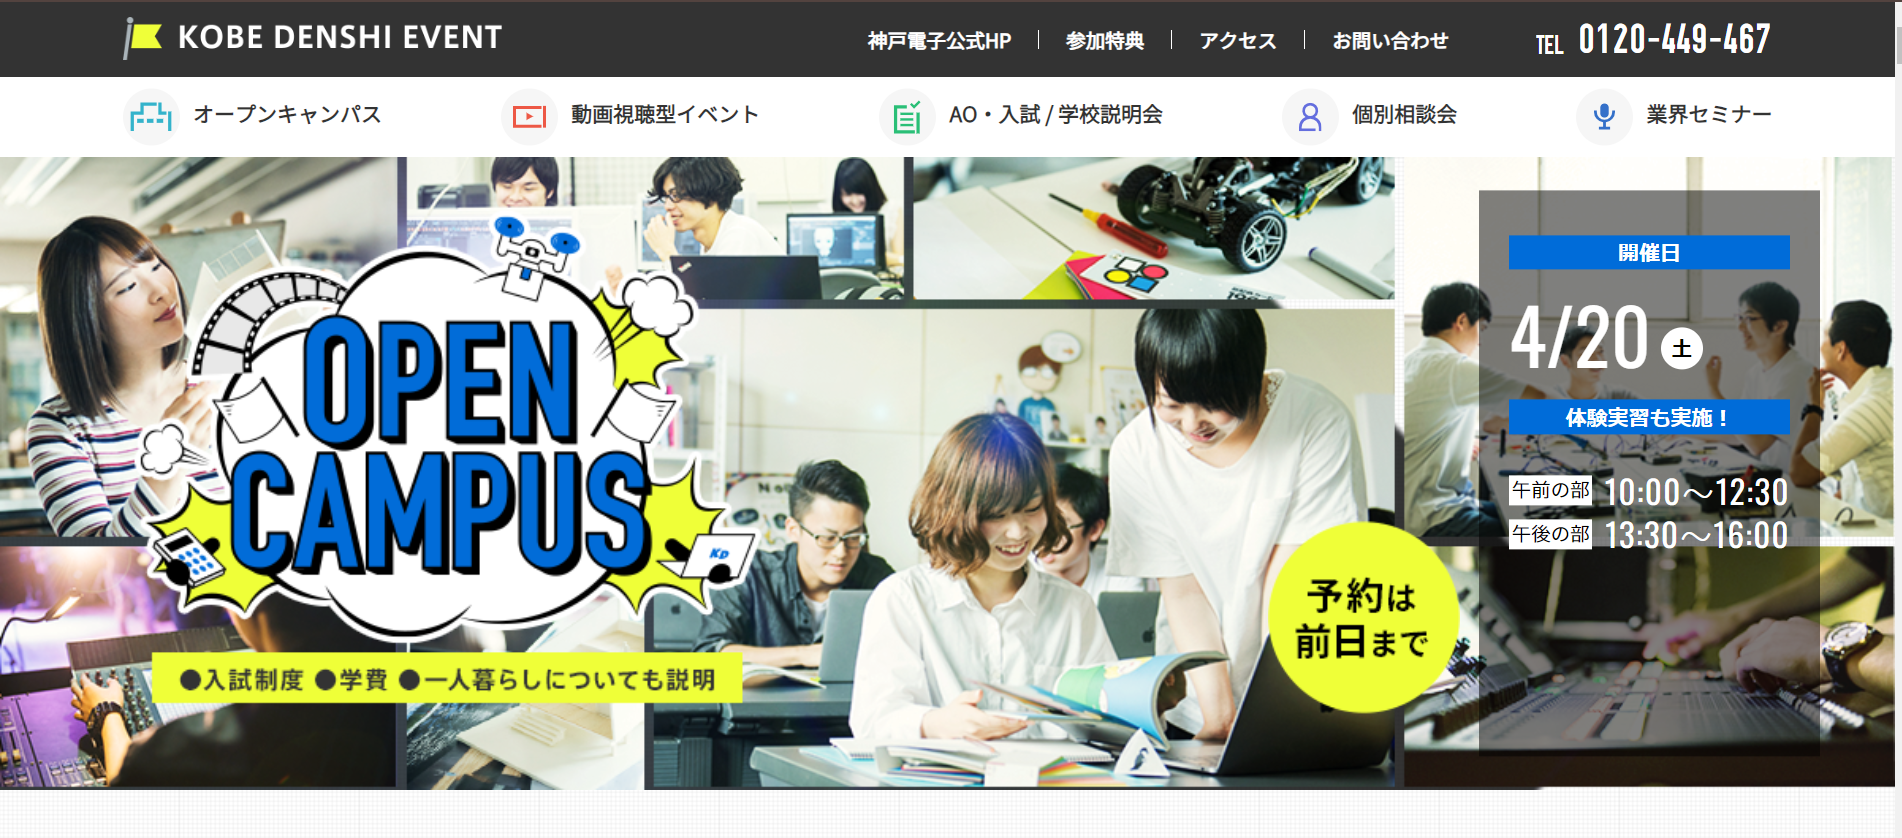 KOBE DENSHI EVENT
神戸電子公式HP
参加特典
アクセス
お問い合わせ
TEL 0120-449-467
オープンキャンパス
動画視聴型イベント
AO・入試 / 学校説明会
個別相談会
業界セミナー
OPEN
CAMPUS
KD
●入試制度 ●学費 ●一人暮らしについても説明
予約は
前日まで
開催日
4/20 土
体験実習も実施！
午前の部 10:00～12:30
午後の部 13:30～16:00